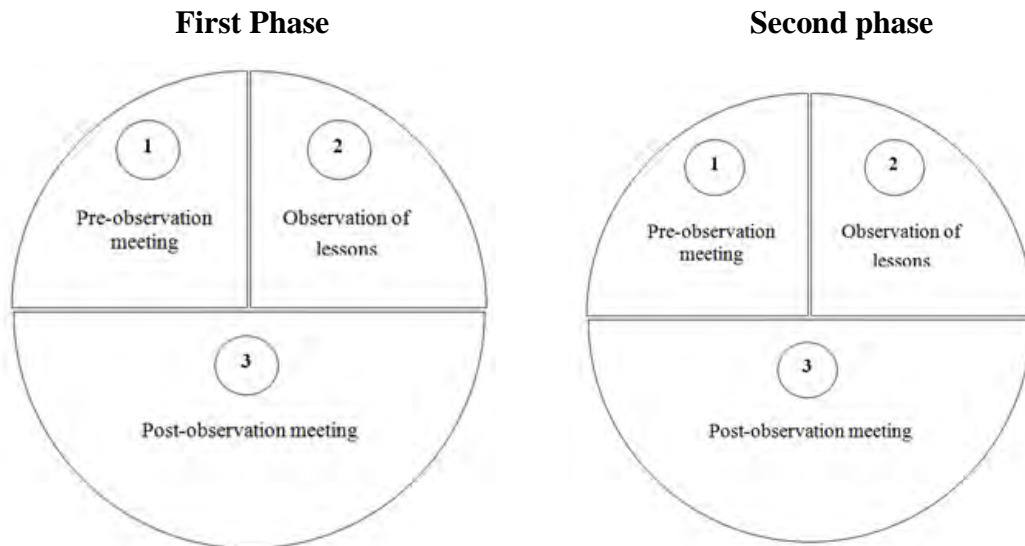 First Phase
1
Pre-observation
meeting
2
Observation of
lessons
3
Post-observation meeting
Second phase
1
Pre-observation
meeting
2
Observation of
lessons
3
Post-observation meeting